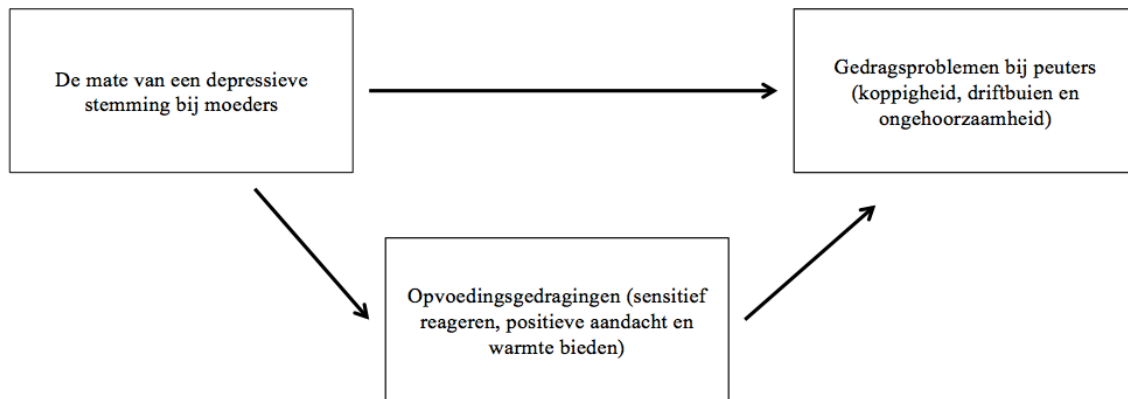 De mate van een depressieve
stemming bij moeders
Gedragsproblemen bij peuters
(koppigheid, driftbuien en
ongehoorzaamheid)
Opvoedingsgedragingen (sensitief
reageren, positieve aandacht en
warmte bieden)